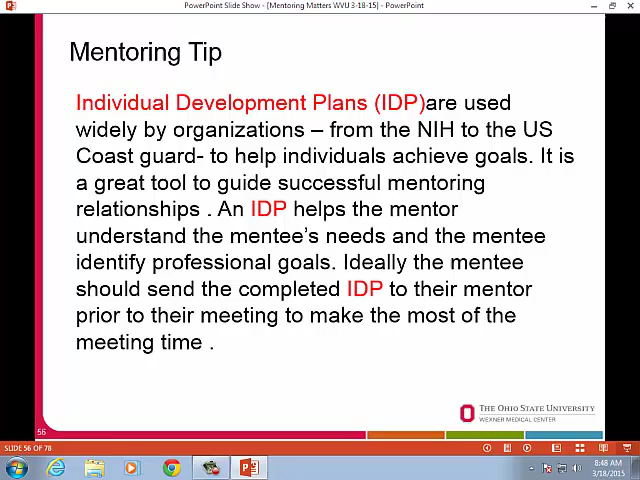 PowerPoint Slide Show - [Mentoring Matters WVU 3-18-15] - PowerPoint
Mentoring Tip
Individual Development Plans (IDP)are used
widely by organizations – from the NIH to the US
Coast guard- to help individuals achieve goals. It is
a great tool to guide successful mentoring
relationships . An IDP helps the mentor
understand the mentee's needs and the mentee
identify professional goals. Ideally the mentee
should send the completed IDP to their mentor
prior to their meeting to make the most of the
meeting time .
THE OHIO STATE UNIVERSITY
WEXNER MEDICAL CENTER
56
SLIDE 56 OF 78
8:48 AM
3/18/2015